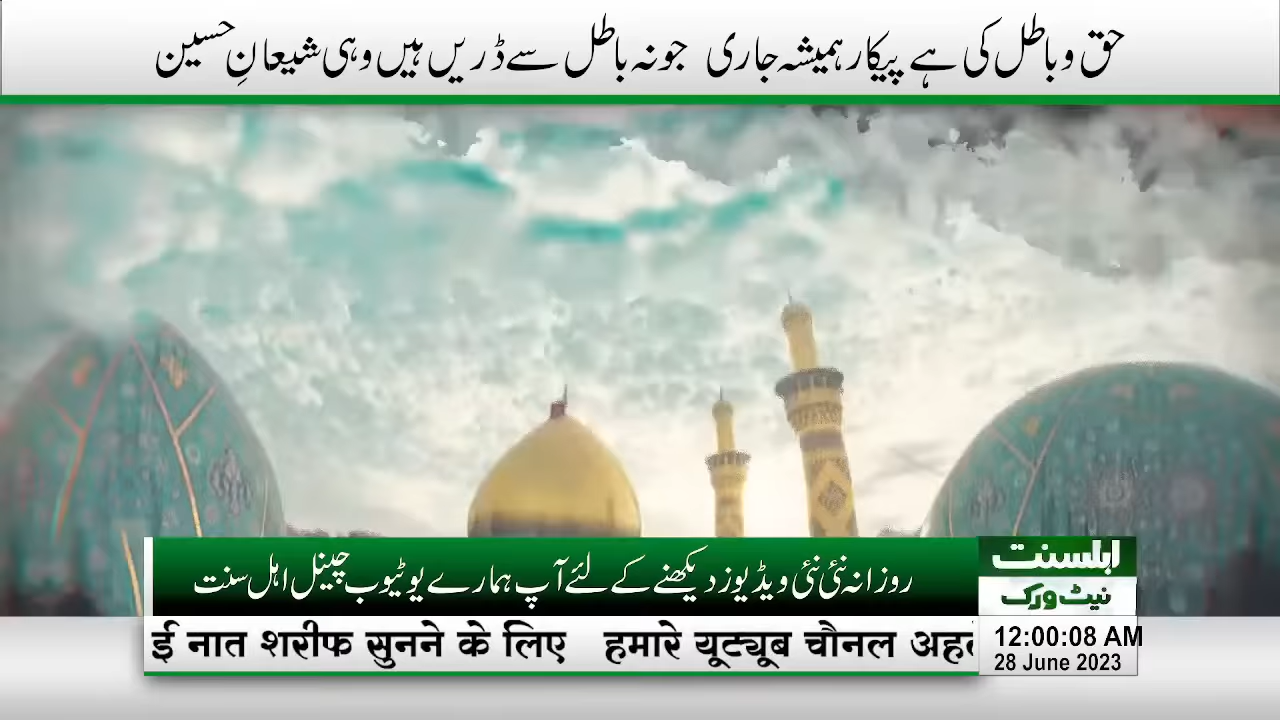 حق و باطل کی ہے پیکار ہمیشہ جاری جو نہ باطل سے ڈریں ہیں وہی شیعانِ حسین
روزانہ نئی نئی ویڈیوز دیکھنے کے لئے آپ ہمارے یوٹیوب چینل اہل سنت
اہلسنت
نیٹ ورک
ई नात शरीफ सुनने के लिए हमारे यूट्यूब चौनल
12:00:08 AM
28 June 2023